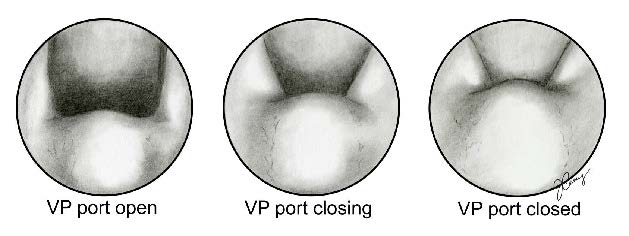 VP port open
VP port closing
VP port closed